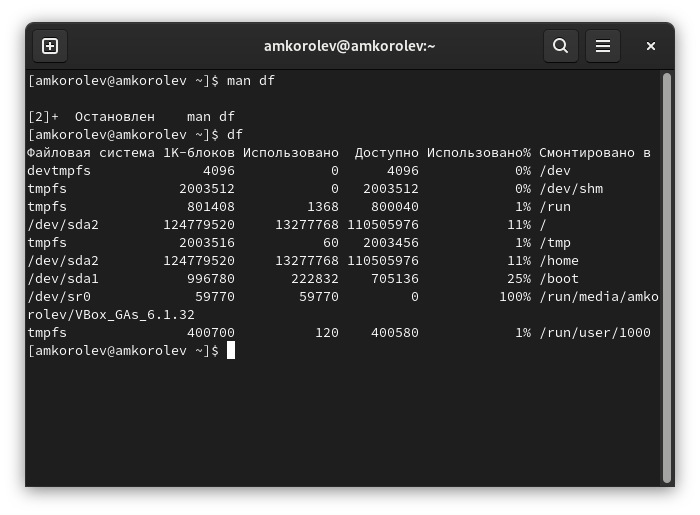 amkorolev@amkorolev:~
[amkorolev@amkorolev ~]$ man df
[2]+  Остановлен    man df
[amkorolev@amkorolev ~]$ df
Файловая система 1K-блоков Использовано  Доступно Использовано% Cмонтировано в
devtmpfs              4096            0      4096            0% /dev
tmpfs              2003512            0   2003512            0% /dev/shm
tmpfs               801408         1368    800040            1% /run
/dev/sda2        124779520     13277768 110505976           11% /
tmpfs              2003516           60   2003456            1% /tmp
/dev/sda2        124779520     13277768 110505976           11% /home
/dev/sda1           996780       222832    705136           25% /boot
/dev/sr0             59770        59770         0          100% /run/media/amko
rolev/VBox_GAs_6.1.32
tmpfs               400700          120    400580            1% /run/user/1000
[amkorolev@amkorolev ~]$